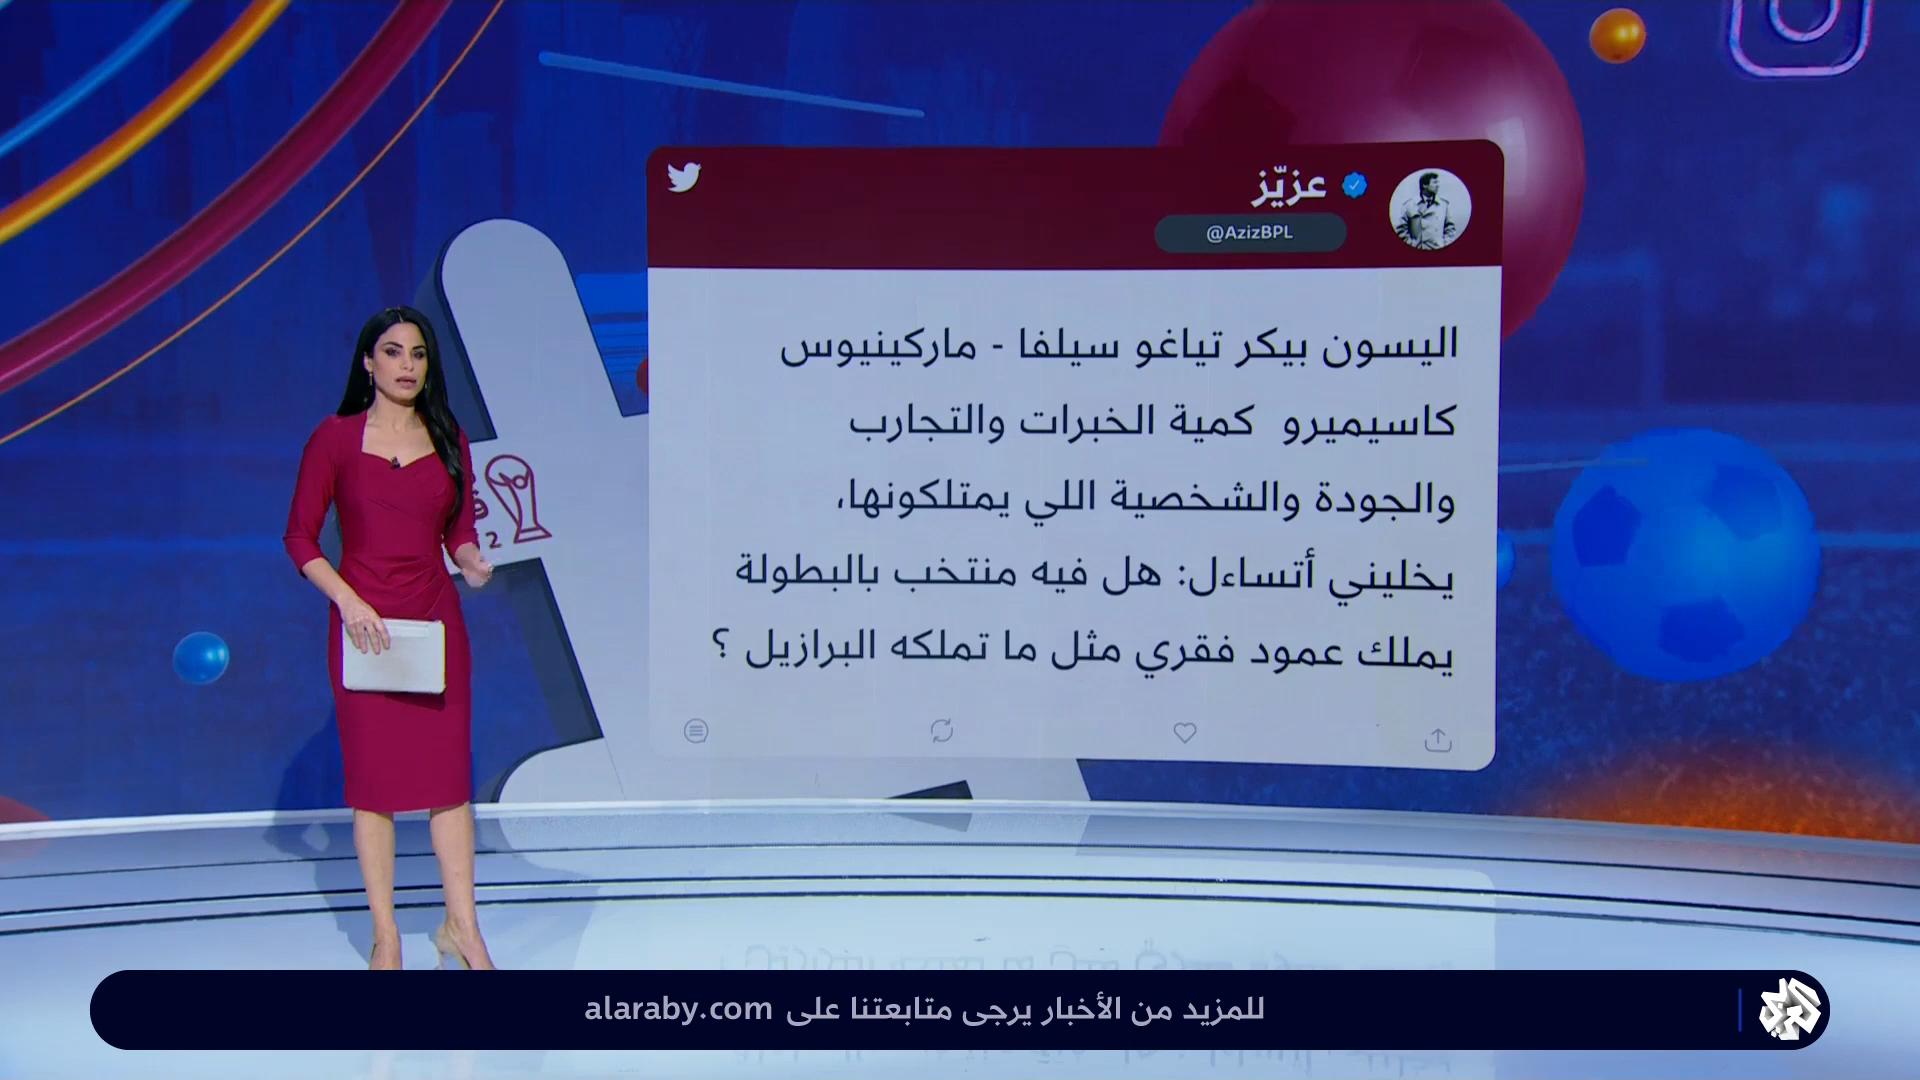 عزيّز
@AzizBPL
اليسون بيكر تياغو سيلفا - ماركينيوس
كاسيميرو كمية الخبرات والتجارب
والجودة والشخصية اللي يمتلكونها،
يخليني أتساءل: هل فيه منتخب بالبطولة
يملك عمود فقري مثل ما تملكه البرازيل ؟
للمزيد من الأخبار يرجى متابعتنا على alaraby.com